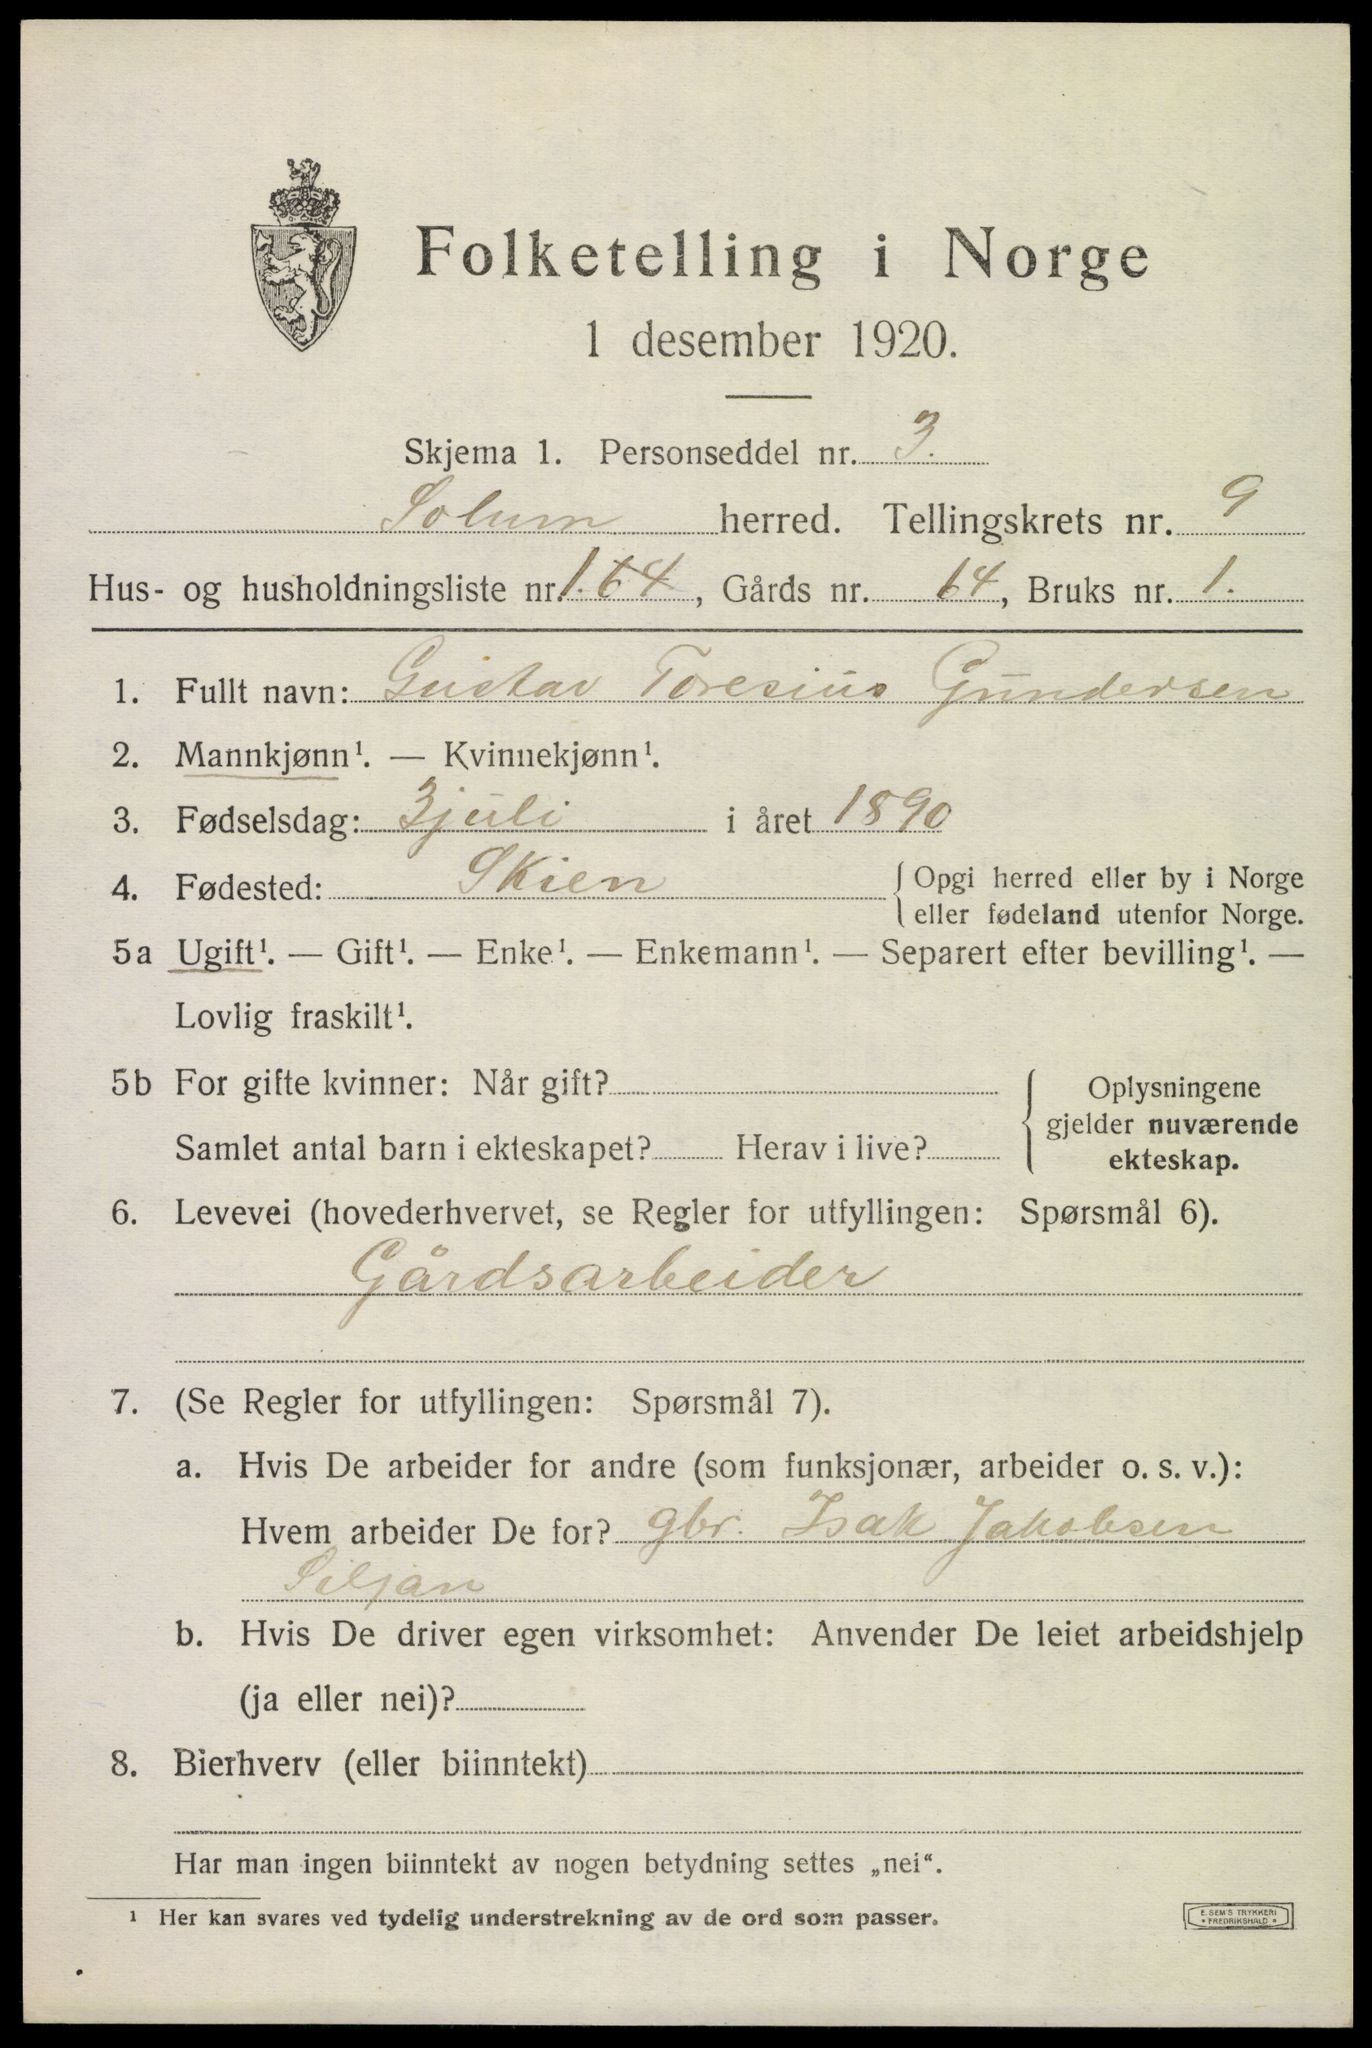 Folketelling i Norge
1 desember 1920.
Skjema 1. Personseddel nr. 3.
Solum herred. Tellingskrets nr. 9
Hus- og husholdningsliste nr. 1.64, Gårds nr. 64, Bruks nr. 1.
1. Fullt navn: Gustav Toresius Gundersen
2. Mannkjønn¹. — Kvinnekjønn¹.
3. Fødselsdag: 3 juli i året 1890
4. Fødested: Skien { Opgi herred eller by i Norge
eller fødeland utenfor Norge.
5a Ugift¹. — Gift¹. — Enke¹. — Enkemann¹. — Separert efter bevilling¹. —
Lovlig fraskilt¹.
5b For gifte kvinner: Når gift?
Samlet antal barn i ekteskapet? Herav i live?
{ Oplysningene
gjelder nuværende
ekteskap.
6. Levevei (hovederhvervet, se Regler for utfyllingen: Spørsmål 6).
Gårdsarbeider
7. (Se Regler for utfyllingen: Spørsmål 7).
a. Hvis De arbeider for andre (som funksjonær, arbeider o. s. v.):
Hvem arbeider De for? gbr. Isak Jakobsen
Siljan
b. Hvis De driver egen virksomhet: Anvender De leiet arbeidshjelp
(ja eller nei)?
8. Bierhverv (eller biinntekt)
Har man ingen biinntekt av nogen betydning settes „nei“.
¹ Her kan svares ved tydelig understrekning av de ord som passer.
E. SEM'S TRYKKERI
* FREDRIKSHALD *